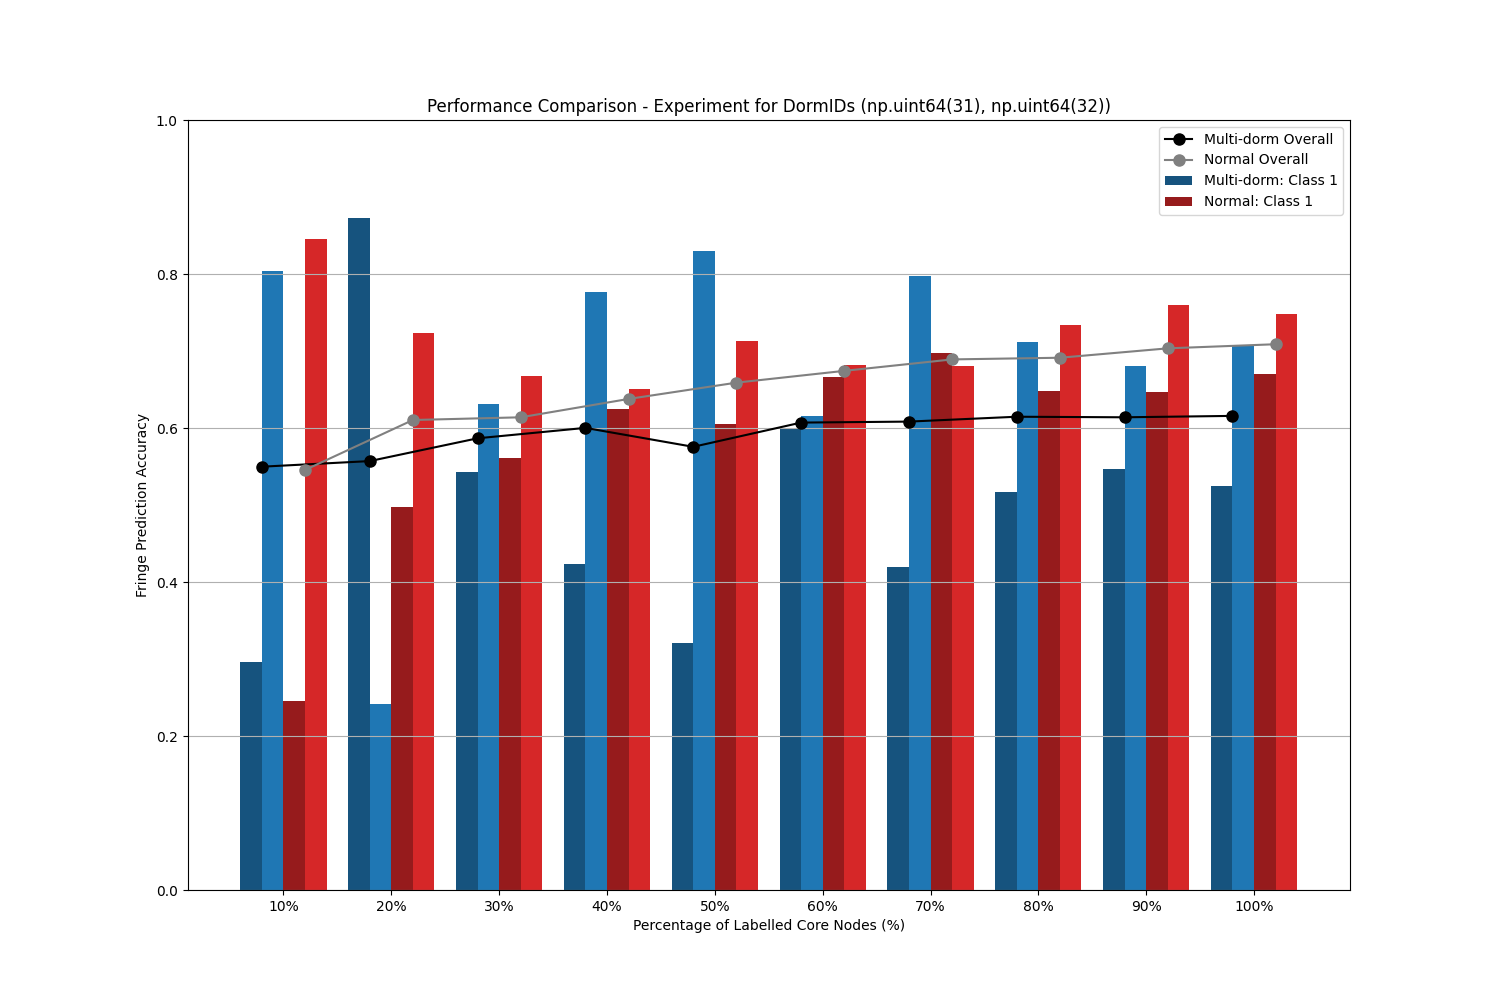 Performance Comparison - Experiment for DormIDs (np.uint64(31), np.uint64(32))
1.0
0.8
0.6
0.4
0.2
0.0
Fringe Prediction Accuracy
Multi-dorm Overall
Normal Overall
Multi-dorm: Class 1
Normal: Class 1
10% 20% 30% 40% 50% 60% 70% 80% 90% 100%
Percentage of Labelled Core Nodes (%)